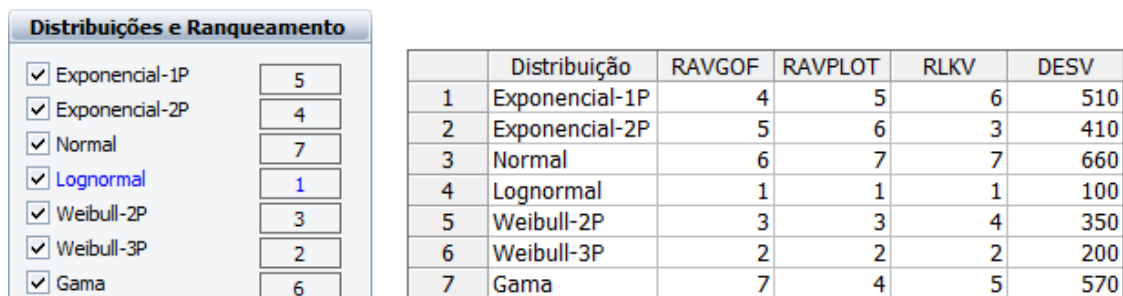 Distribuições e Ranqueamento
Exponencial-1P 5
Exponencial-2P 4
Normal 7
Lognormal 1
Weibull-2P 3
Weibull-3P 2
Gama 6
Distribuição RAVGOF RAVPLOT RLKV DESV
1 Exponencial-1P 4 5 6 510
2 Exponencial-2P 5 6 3 410
3 Normal 6 7 7 660
4 Lognormal 1 1 1 100
5 Weibull-2P 3 3 4 350
6 Weibull-3P 2 2 2 200
7 Gama 7 4 5 570